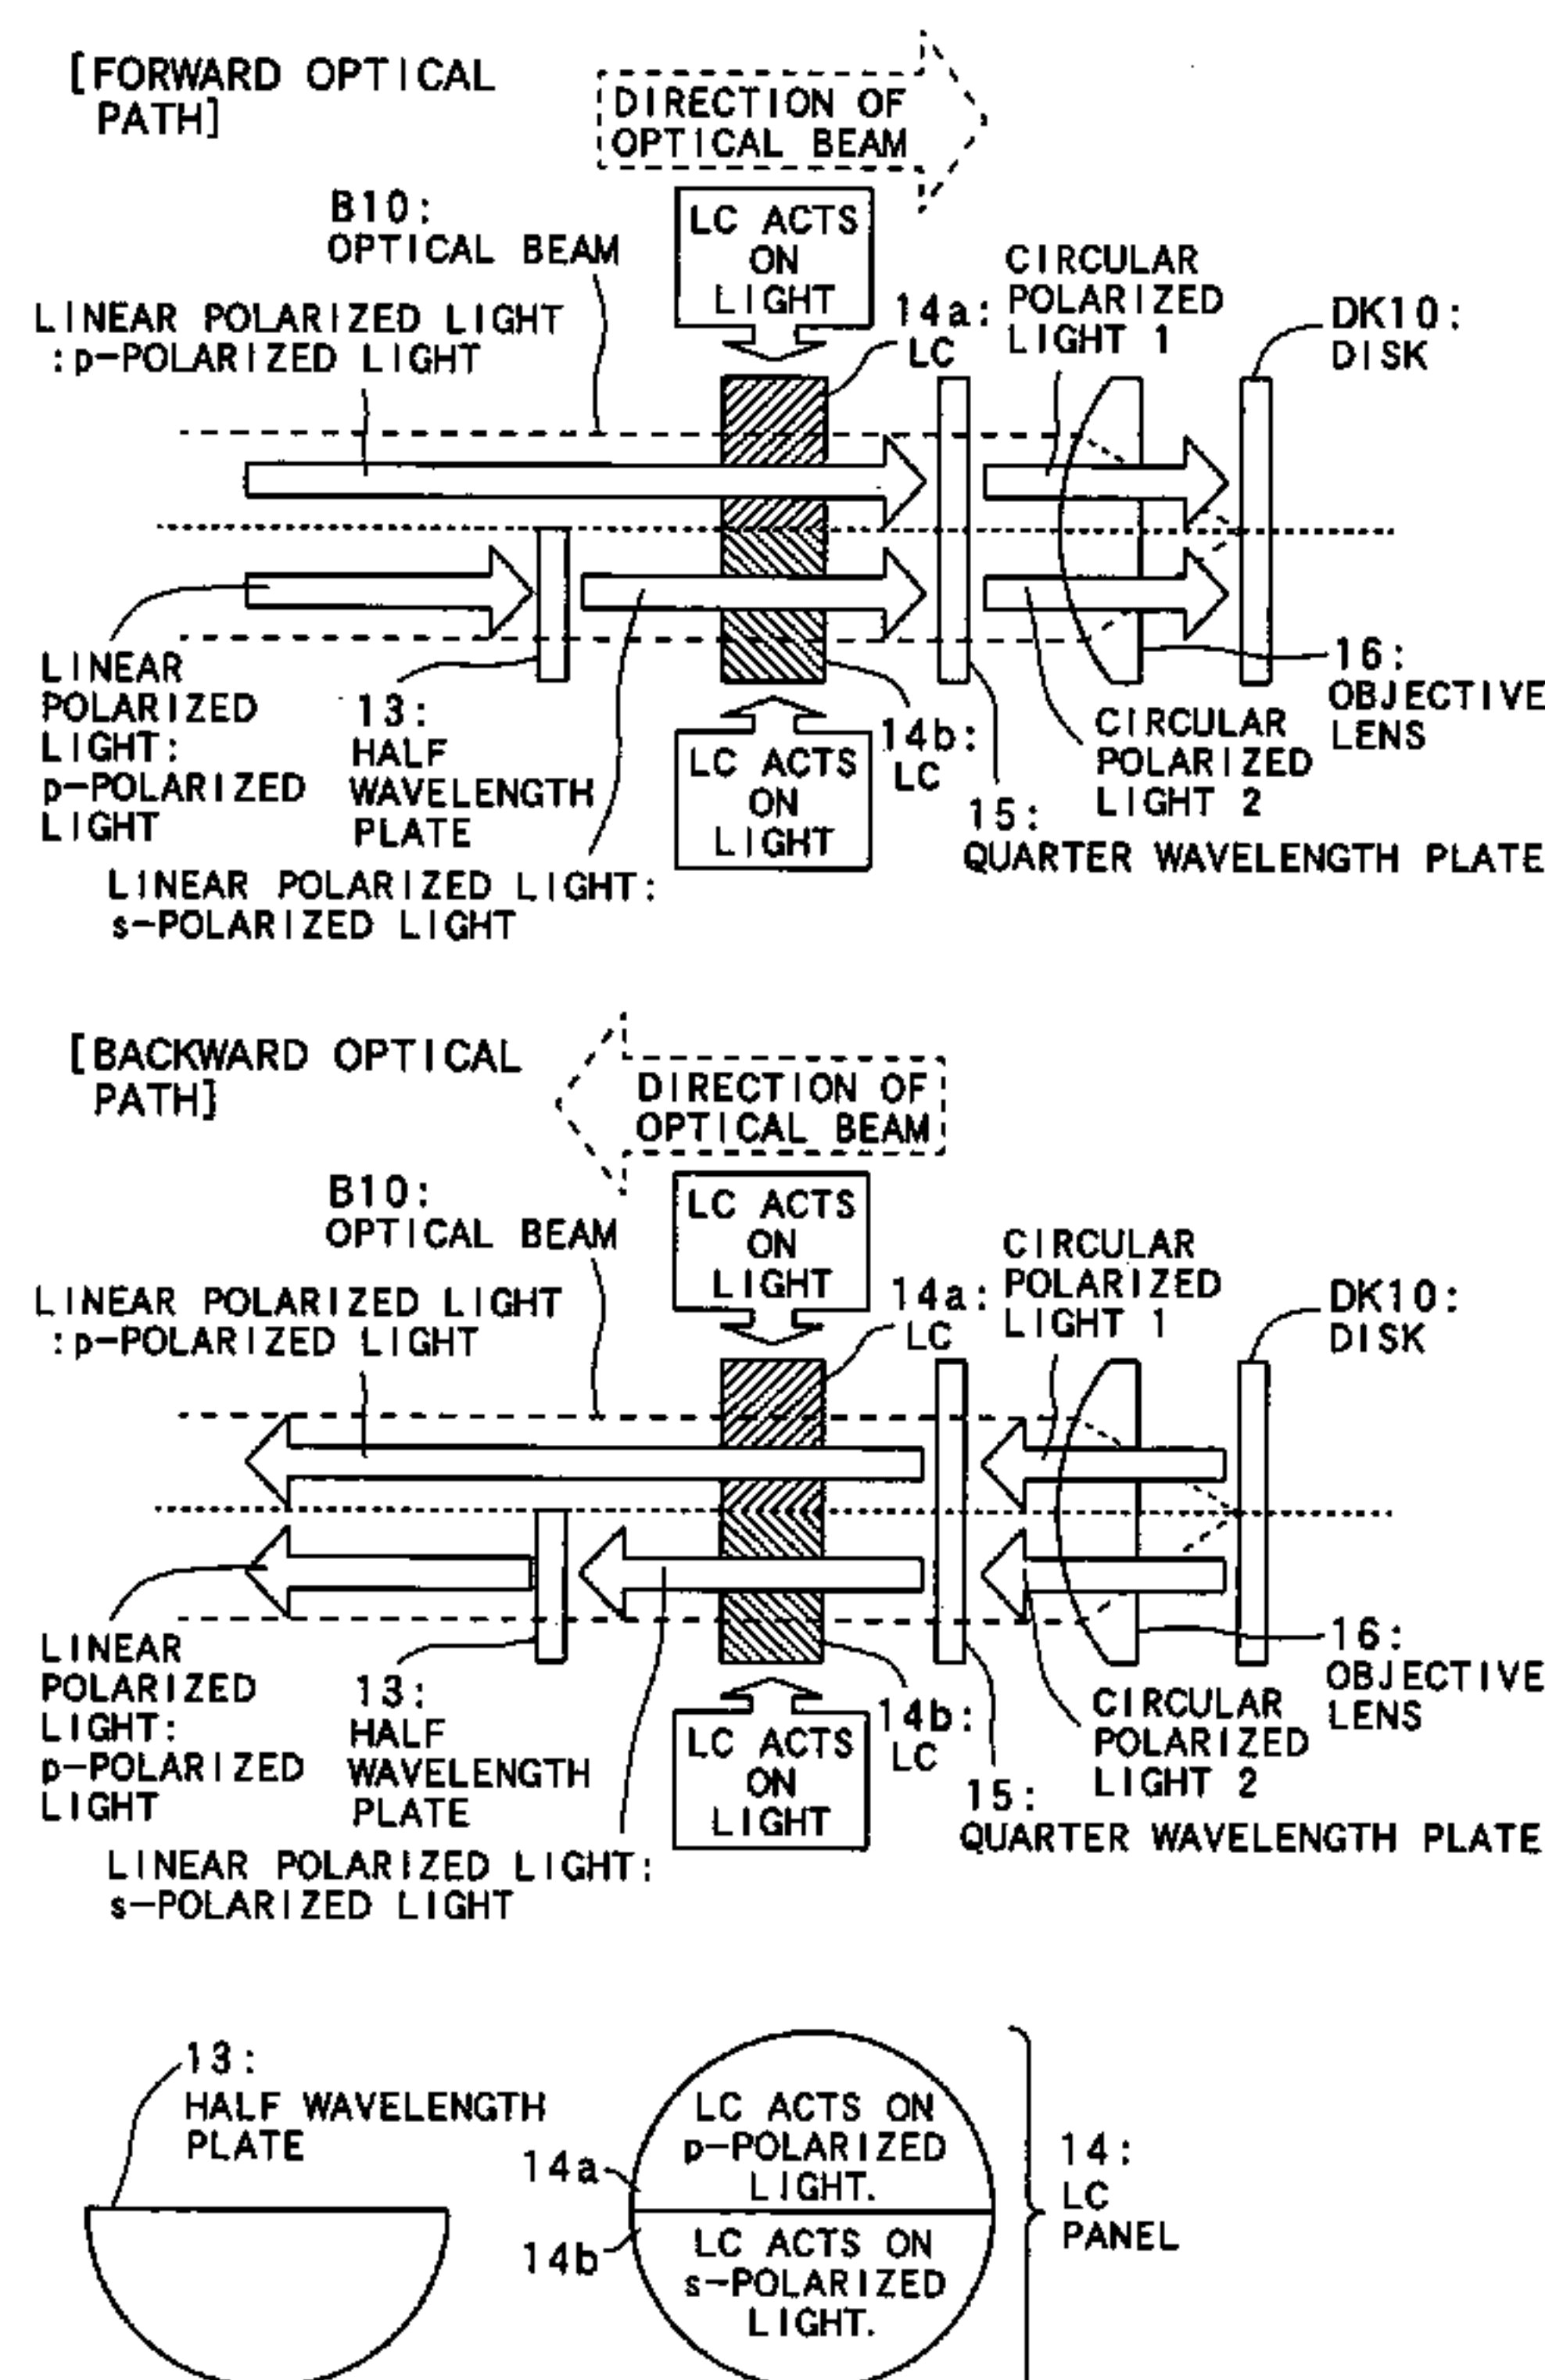 [FORWARD OPTICAL
PATH]
DIRECTION OF
OPTICAL BEAM
B10:
OPTICAL BEAM
LC ACTS
ON
LIGHT
LINEAR POLARIZED LIGHT
:p-POLARIZED LIGHT
14a:
LC
CIRCULAR
POLARIZED
LIGHT 1
DK10:
DISK
LINEAR
POLARIZED
LIGHT:
p-POLARIZED
LIGHT
13:
HALF
WAVELENGTH
PLATE
LINEAR POLARIZED LIGHT:
s-POLARIZED LIGHT
LC ACTS
ON
LIGHT
14b:
LC
15:
QUARTER WAVELENGTH PLATE
CIRCULAR
POLARIZED
LIGHT 2
16:
OBJECTIVE
LENS
[BACKWARD OPTICAL
PATH]
DIRECTION OF
OPTICAL BEAM
B10:
OPTICAL BEAM
LC ACTS
ON
LIGHT
LINEAR POLARIZED LIGHT
:p-POLARIZED LIGHT
14a:
LC
CIRCULAR
POLARIZED
LIGHT 1
DK10:
DISK
LINEAR
POLARIZED
LIGHT:
p-POLARIZED
LIGHT
13:
HALF
WAVELENGTH
PLATE
LINEAR POLARIZED LIGHT:
s-POLARIZED LIGHT
LC ACTS
ON
LIGHT
14b:
LC
15:
QUARTER WAVELENGTH PLATE
CIRCULAR
POLARIZED
LIGHT 2
16:
OBJECTIVE
LENS
13:
HALF WAVELENGTH
PLATE
14a
LC ACTS ON
p-POLARIZED
LIGHT.
14b
LC ACTS ON
s-POLARIZED
LIGHT.
14:
LC
PANEL